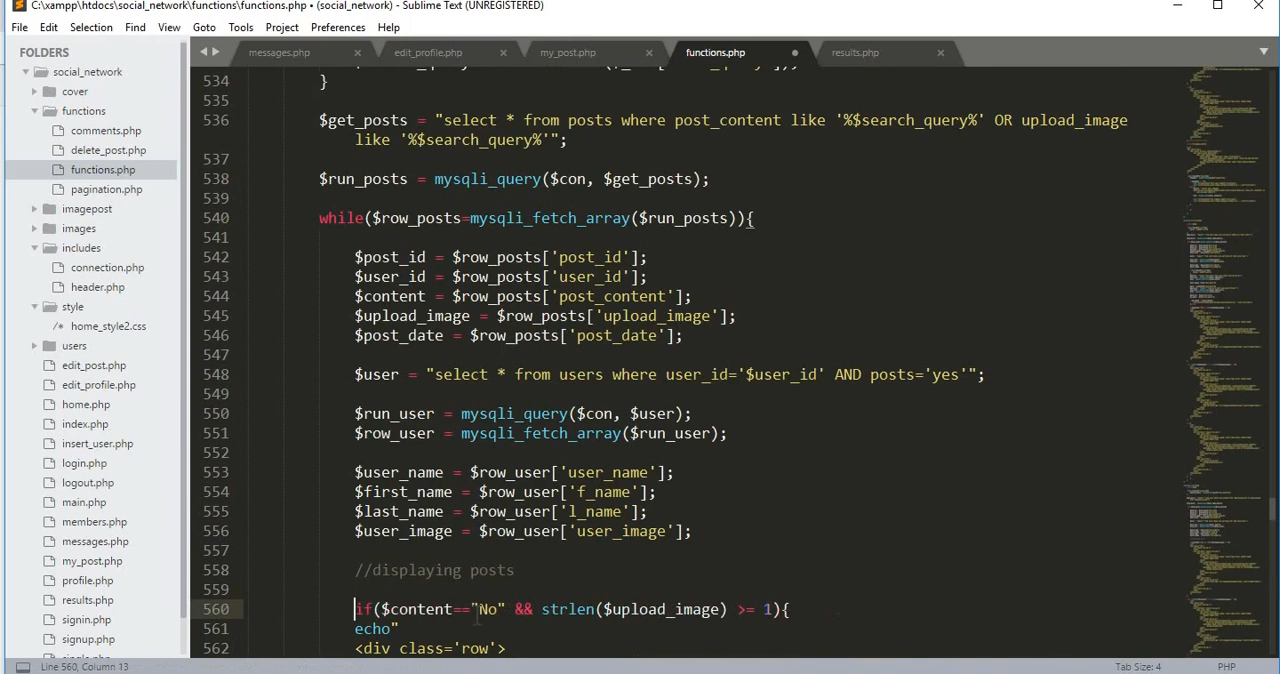 C:\xampp\htdocs\social_network\functions\functions.php • (social_network) - Sublime Text (UNREGISTERED)
File Edit Selection Find View Goto Tools Project Preferences Help
FOLDERS
social_network
cover
functions
comments.php
delete_post.php
functions.php
pagination.php
imagepost
images
includes
connection.php
header.php
style
/* home_style2.css
users
edit_post.php
edit_profile.php
home.php
index.php
insert_user.php
login.php
logout.php
main.php
members.php
messages.php
my_post.php
profile.php
results.php
signin.php
signup.php
messages.php edit_profile.php my_post.php functions.php results.php
534 }
535
536 $get_posts = "select * from posts where post_content like '%$search_query%' OR upload_image
like '%$search_query%'";
537
538 $run_posts = mysqli_query($con, $get_posts);
539
540 while($row_posts=mysqli_fetch_array($run_posts)){
541
542 $post_id = $row_posts['post_id'];
543 $user_id = $row_posts['user_id'];
544 $content = $row_posts['post_content'];
545 $upload_image = $row_posts['upload_image'];
546 $post_date = $row_posts['post_date'];
547
548 $user = "select * from users where user_id='$user_id' AND posts='yes'";
549
550 $run_user = mysqli_query($con, $user);
551 $row_user = mysqli_fetch_array($run_user);
552
553 $user_name = $row_user['user_name'];
554 $first_name = $row_user['f_name'];
555 $last_name = $row_user['l_name'];
556 $user_image = $row_user['user_image'];
557
558 //displaying posts
559
560 if($content=="No" && strlen($upload_image) >= 1){
561 echo"
562 <div class='row'>
Line 560, Column 13 Tab Size: 4 PHP